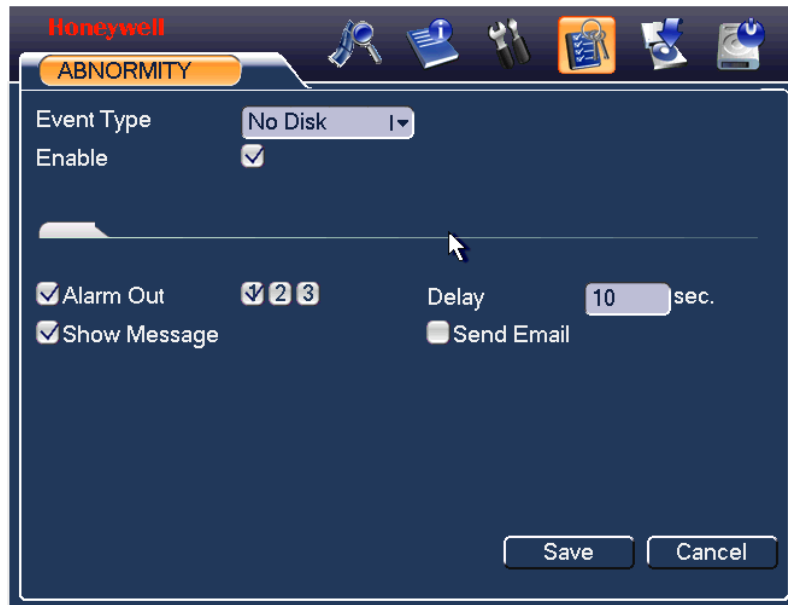 Honeywell
ABNORMITY
Event Type No Disk
Enable
Alarm Out 1 2 3 Delay 10 sec.
Show Message Send Email
Save Cancel